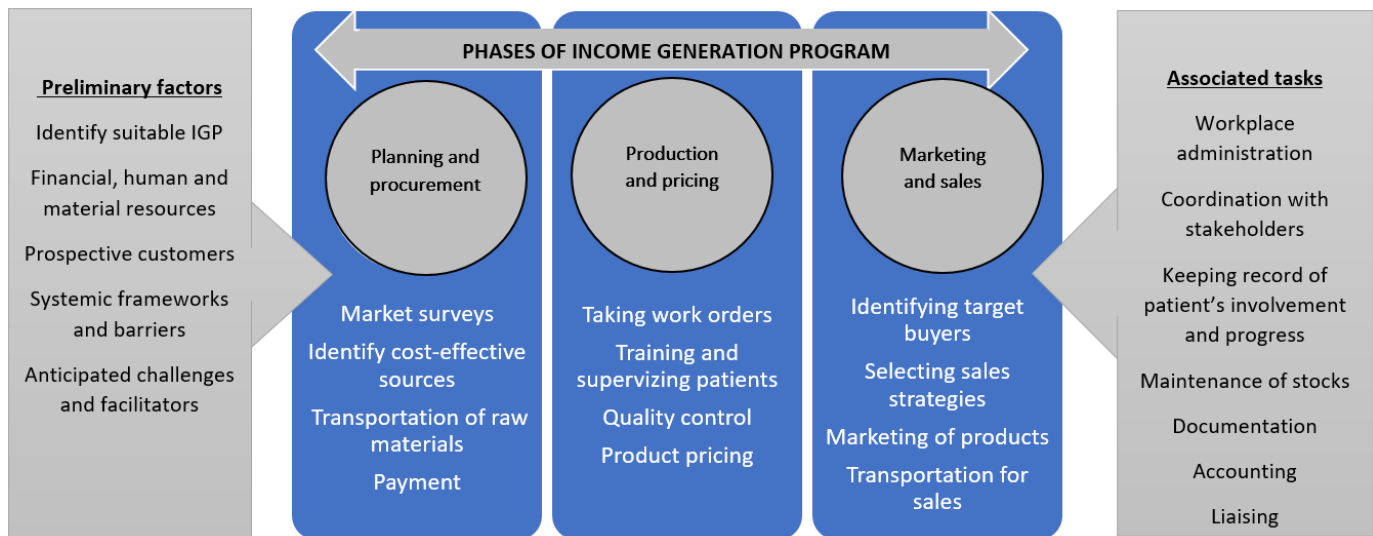 PHASES OF INCOME GENERATION PROGRAM
Preliminary factors
Identify suitable IGP
Financial, human and
material resources
Prospective customers
Systemic frameworks
and barriers
Anticipated challenges
and facilitators
Planning and
procurement
Market surveys
Identify cost-effective
sources
Transportation of raw
materials
Payment
Production
and pricing
Taking work orders
Training and
supervizing patients
Quality control
Product pricing
Marketing
and sales
Identifying target
buyers
Selecting sales
strategies
Marketing of products
Transportation for
sales
Associated tasks
Workplace
administration
Coordination with
stakeholders
Keeping record of
patient’s involvement
and progress
Maintenance of stocks
Documentation
Accounting
Liaising